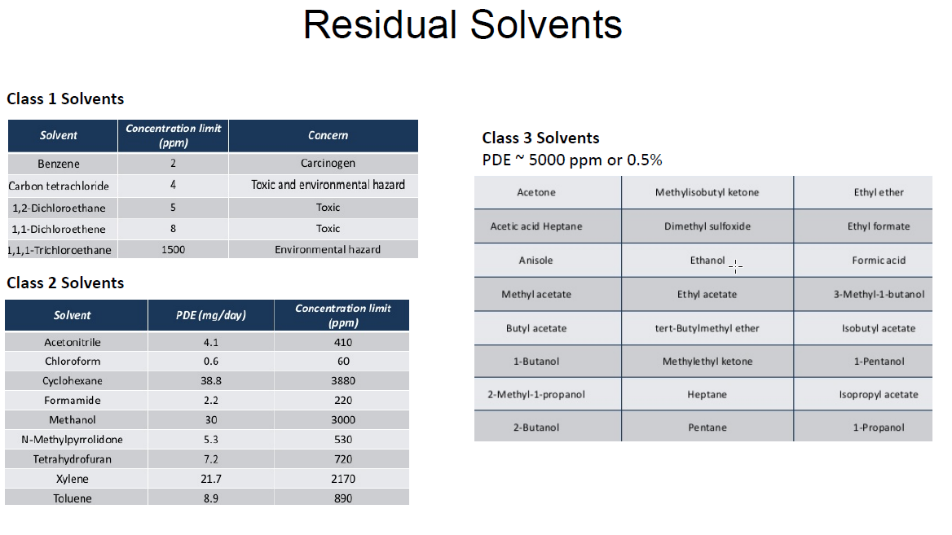 Residual Solvents
Class 1 Solvents
Solvent Concentration limit (ppm) Concern
Benzene 2 Carcinogen
Carbon tetrachloride 4 Toxic and environmental hazard
1,2-Dichloroethane 5 Toxic
1,1-Dichloroethene 8 Toxic
1,1,1-Trichloroethane 1500 Environmental hazard
Class 2 Solvents
Solvent PDE (mg/day) Concentration limit (ppm)
Acetonitrile 4.1 410
Chloroform 0.6 60
Cyclohexane 38.8 3880
Formamide 2.2 220
Methanol 30 3000
N-Methylpyrrolidone 5.3 530
Tetrahydrofuran 7.2 720
Xylene 21.7 2170
Toluene 8.9 890
Class 3 Solvents
PDE ~ 5000 ppm or 0.5%
Acetone Methylisobutyl ketone Ethyl ether
Acetic acid Heptane Dimethyl sulfoxide Ethyl formate
Anisole Ethanol Formic acid
Methyl acetate Ethyl acetate 3-Methyl-1-butanol
Butyl acetate tert-Butylmethyl ether Isobutyl acetate
1-Butanol Methylethyl ketone 1-Pentanol
2-Methyl-1-propanol Heptane Isopropyl acetate
2-Butanol Pentane 1-Propanol